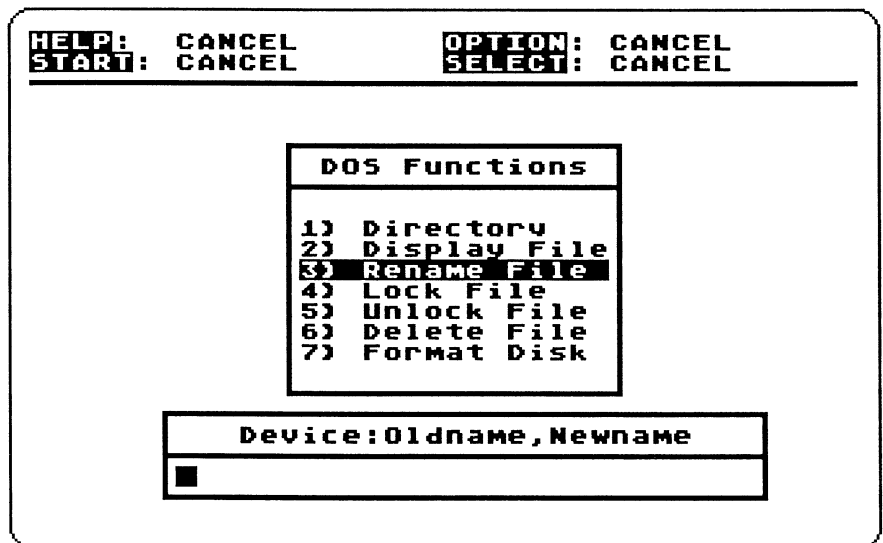 HELP: CANCEL OPTION: CANCEL
START: CANCEL SELECT: CANCEL
DOS Functions
1) Directory
2) Display File
3) Rename File
4) Lock File
5) Unlock File
6) Delete File
7) Format Disk
Device:Oldname,Newname